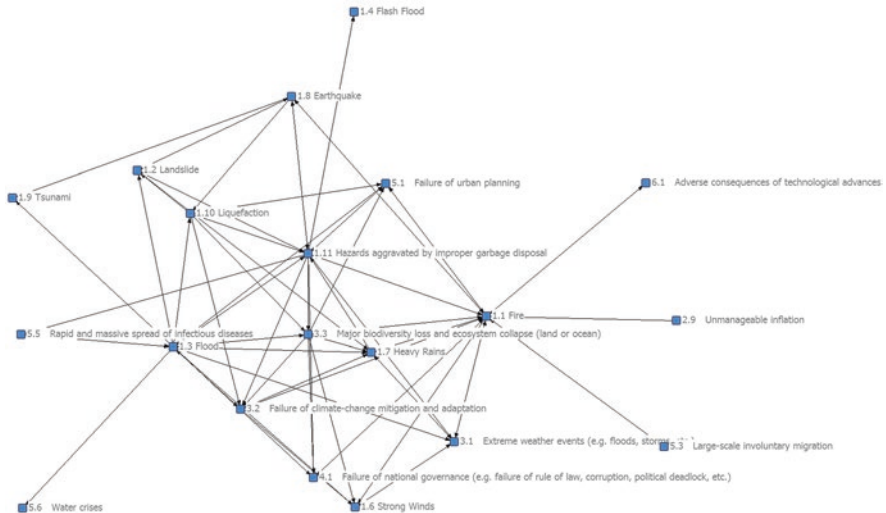 1.4 Flash Flood
1.8 Earthquake
1.2 Landslide
5.1 Failure of urban planning
6.1 Adverse consequences of technological advances
1.9 Tsunami
1.10 Liquefaction
1.11 Hazards aggravated by improper garbage disposal
1.1 Fire
2.9 Unmanageable inflation
5.5 Rapid and massive spread of infectious diseases
3.3 Major biodiversity loss and ecosystem collapse (land or ocean)
1.3 Flood
1.7 Heavy Rains
3.2 Failure of climate-change mitigation and adaptation
3.1 Extreme weather events (e.g. floods, storms,
5.3 Large-scale involuntary migration
4.1 Failure of national governance (e.g. failure of rule of law, corruption, political deadlock, etc.)
5.6 Water crises
1.6 Strong Winds